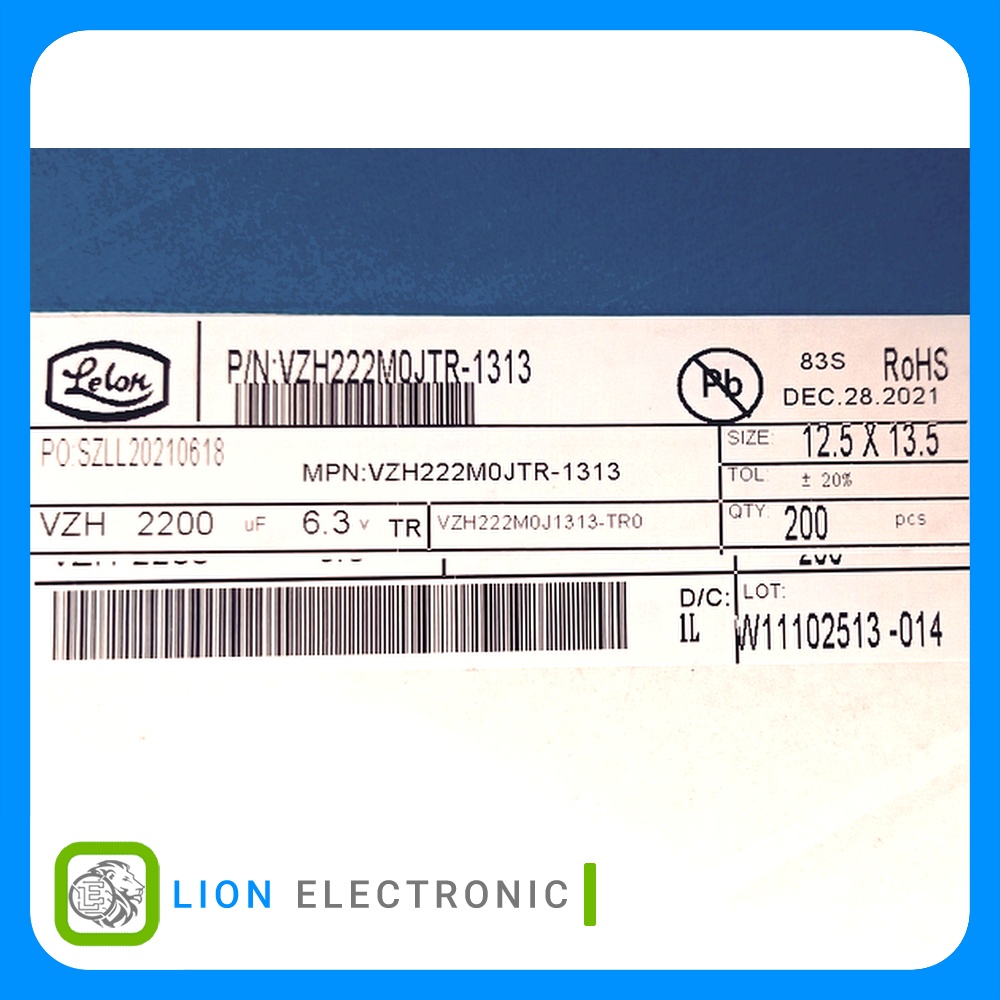 Lelon
P/N:VZH222M0JTR-1313
Pb
83S RoHS
DEC.28.2021
PO:SZLL20210618
MPN:VZH222M0JTR-1313
SIZE: 12.5 X 13.5
TOL: ± 20%
VZH 2200 uF 6.3 v TR
VZH222M0J1313-TR0
QTY: 200 pcs
D/C:
1L
LOT:
W11102513-014
LION ELECTRONIC